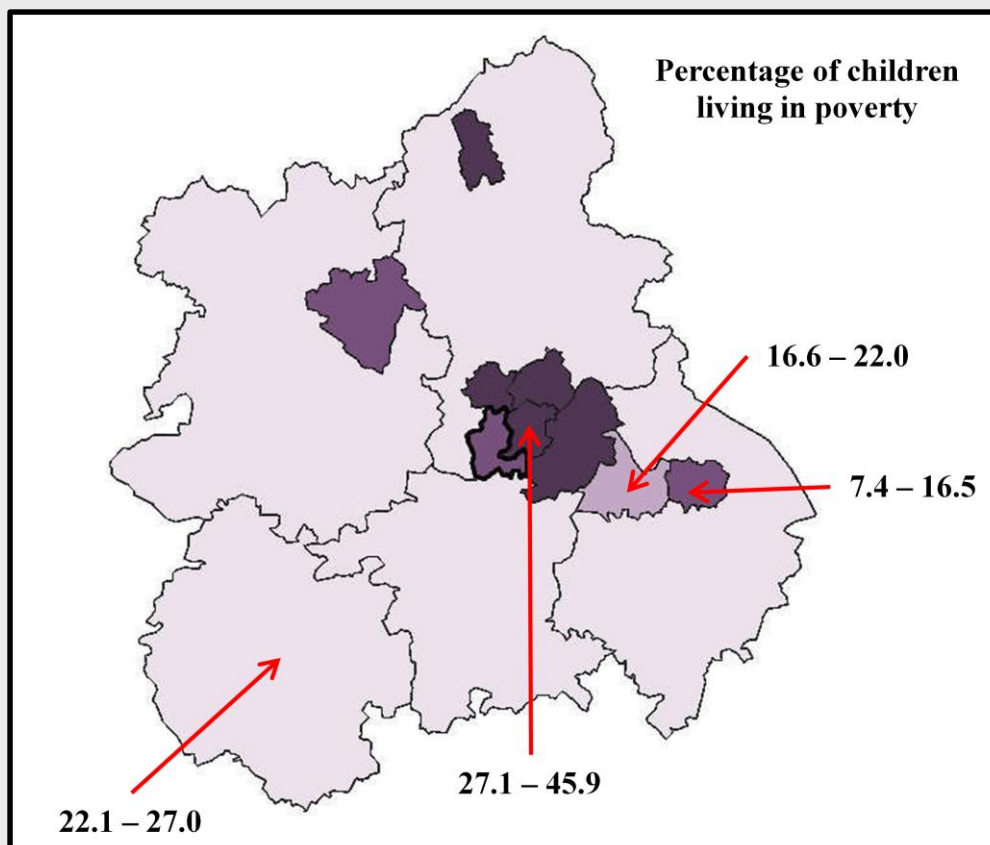 Percentage of children
living in poverty
16.6 – 22.0
7.4 – 16.5
27.1 – 45.9
22.1 – 27.0